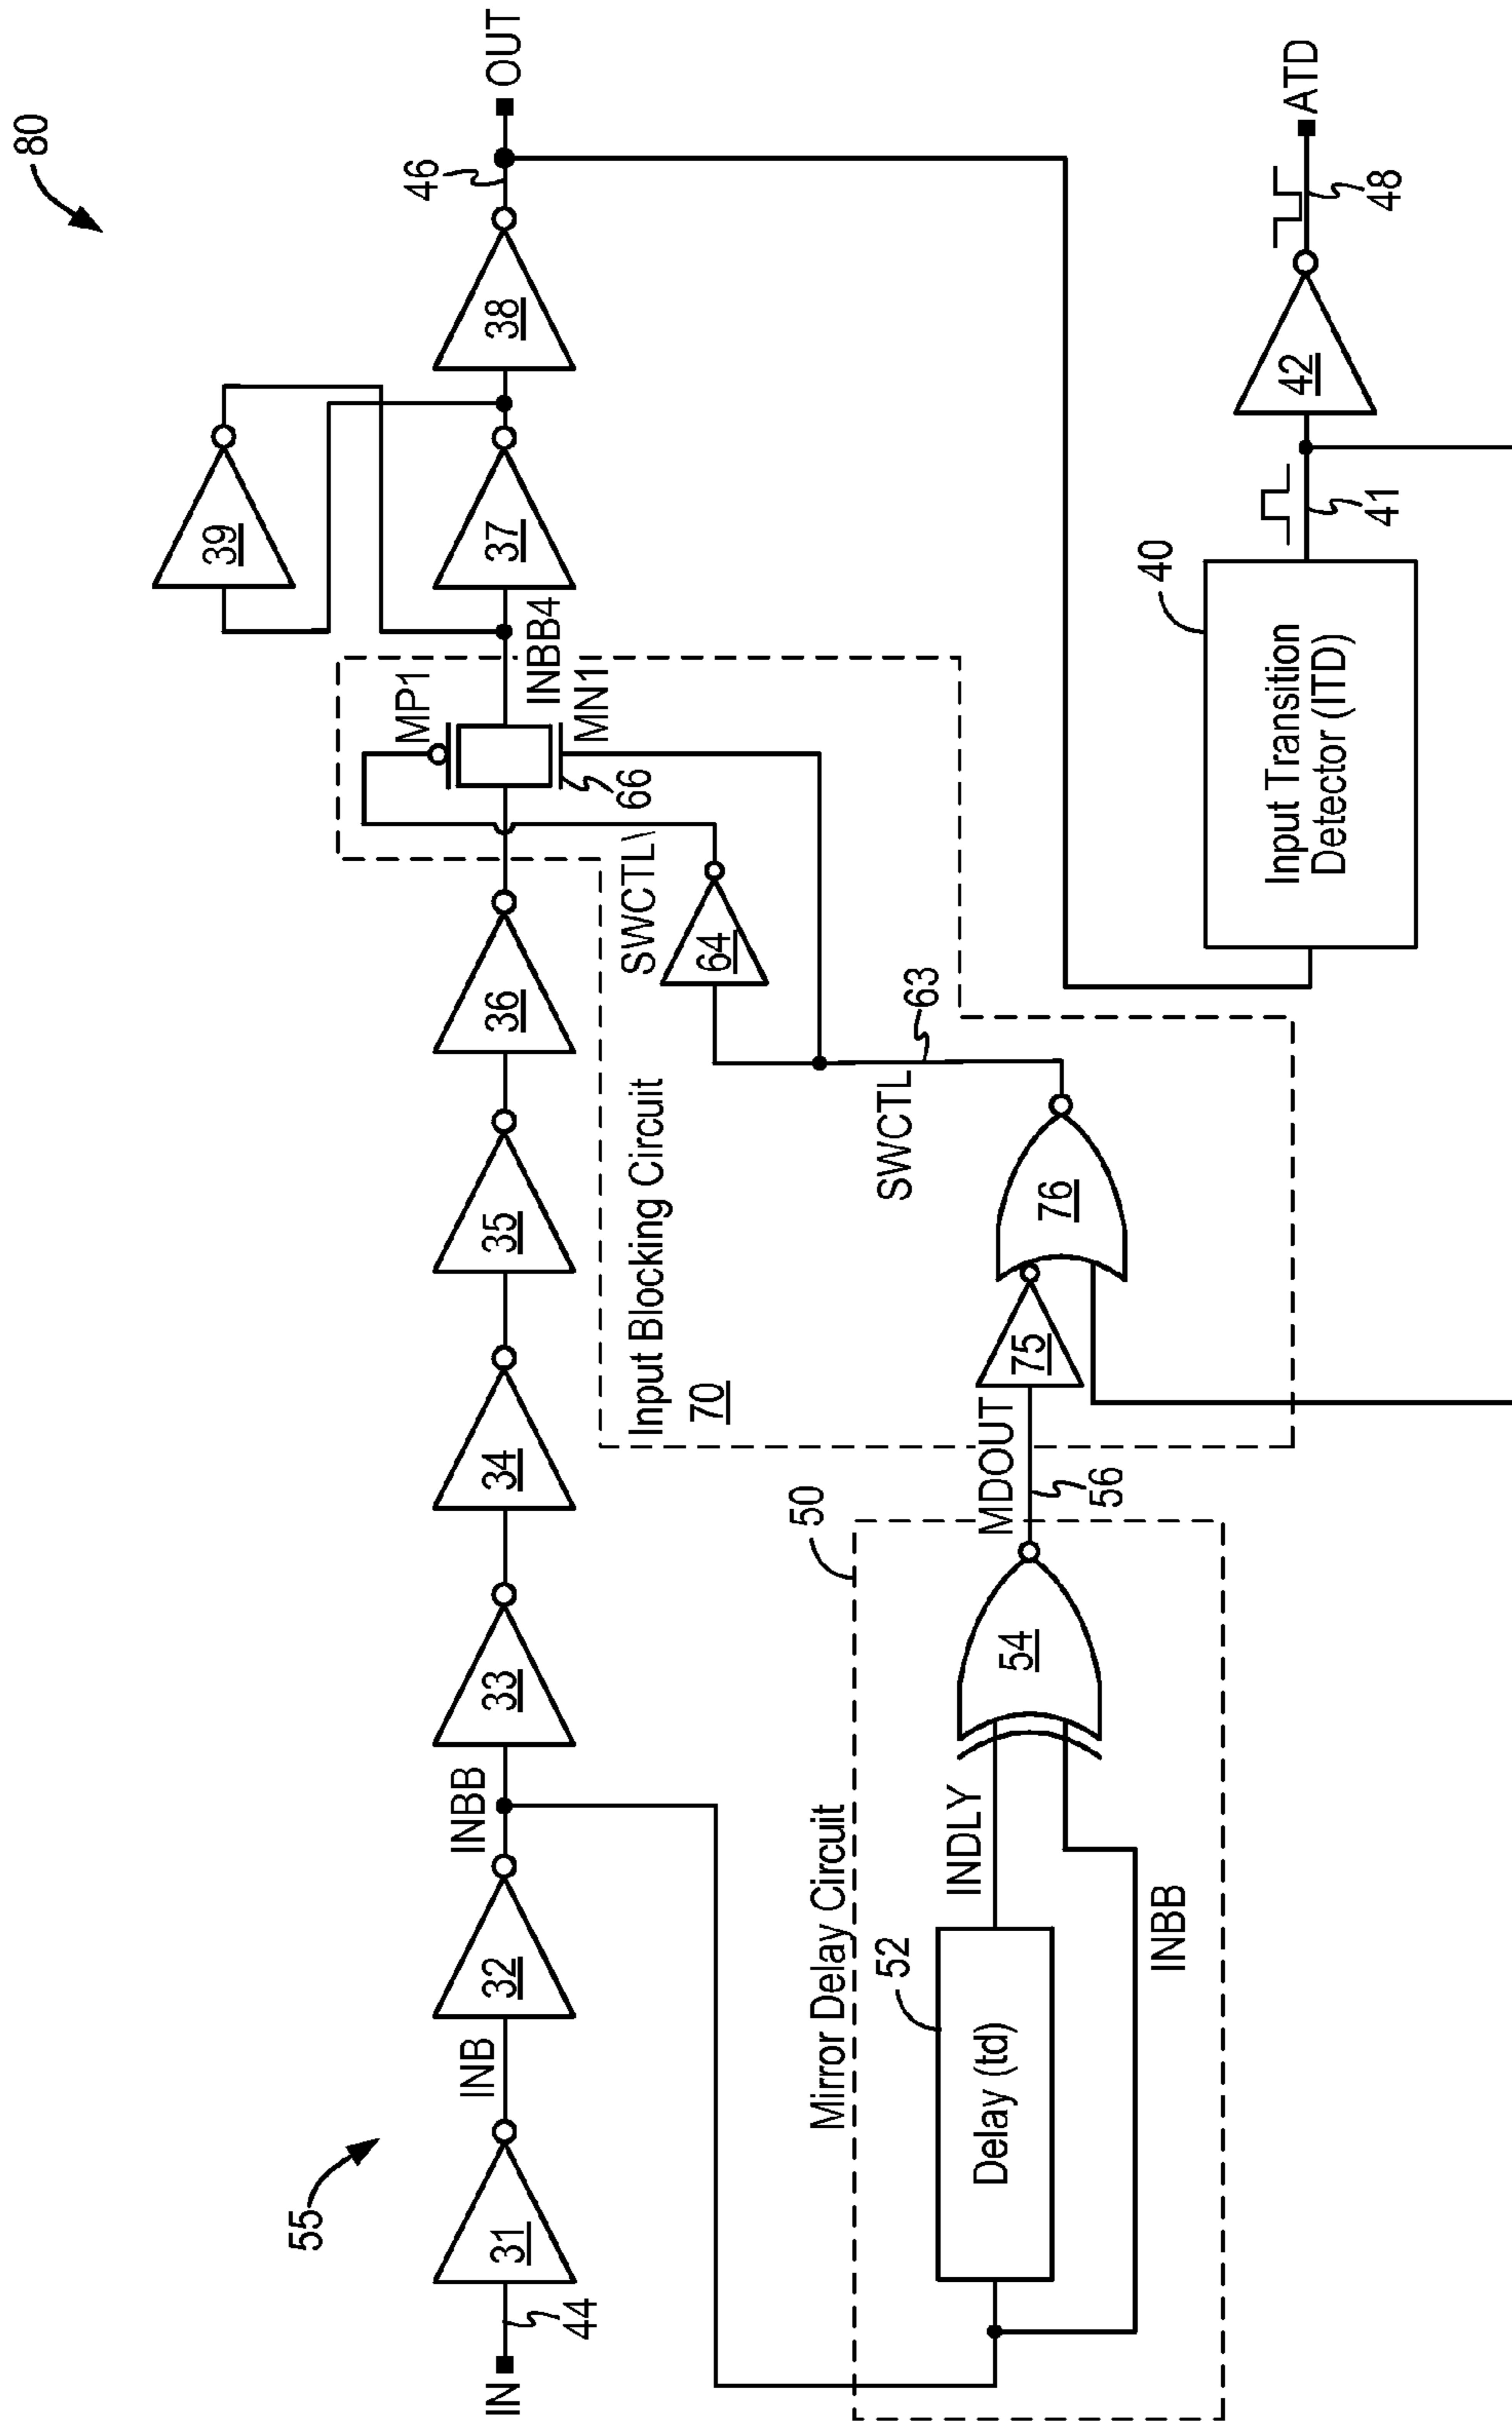 80
55
IN
44
31
INB
32
INBB
33
34
35
36
MP1
INBB4
MN1
66
39
37
38
46
OUT
Input Blocking Circuit
70
SWCTL\
64
SWCTL
63
75
76
Mirror Delay Circuit
50
52
Delay (td)
INDLY
INBB
54
MDOUT
56
40
Input Transition
Detector (ITD)
41
42
48
ATD